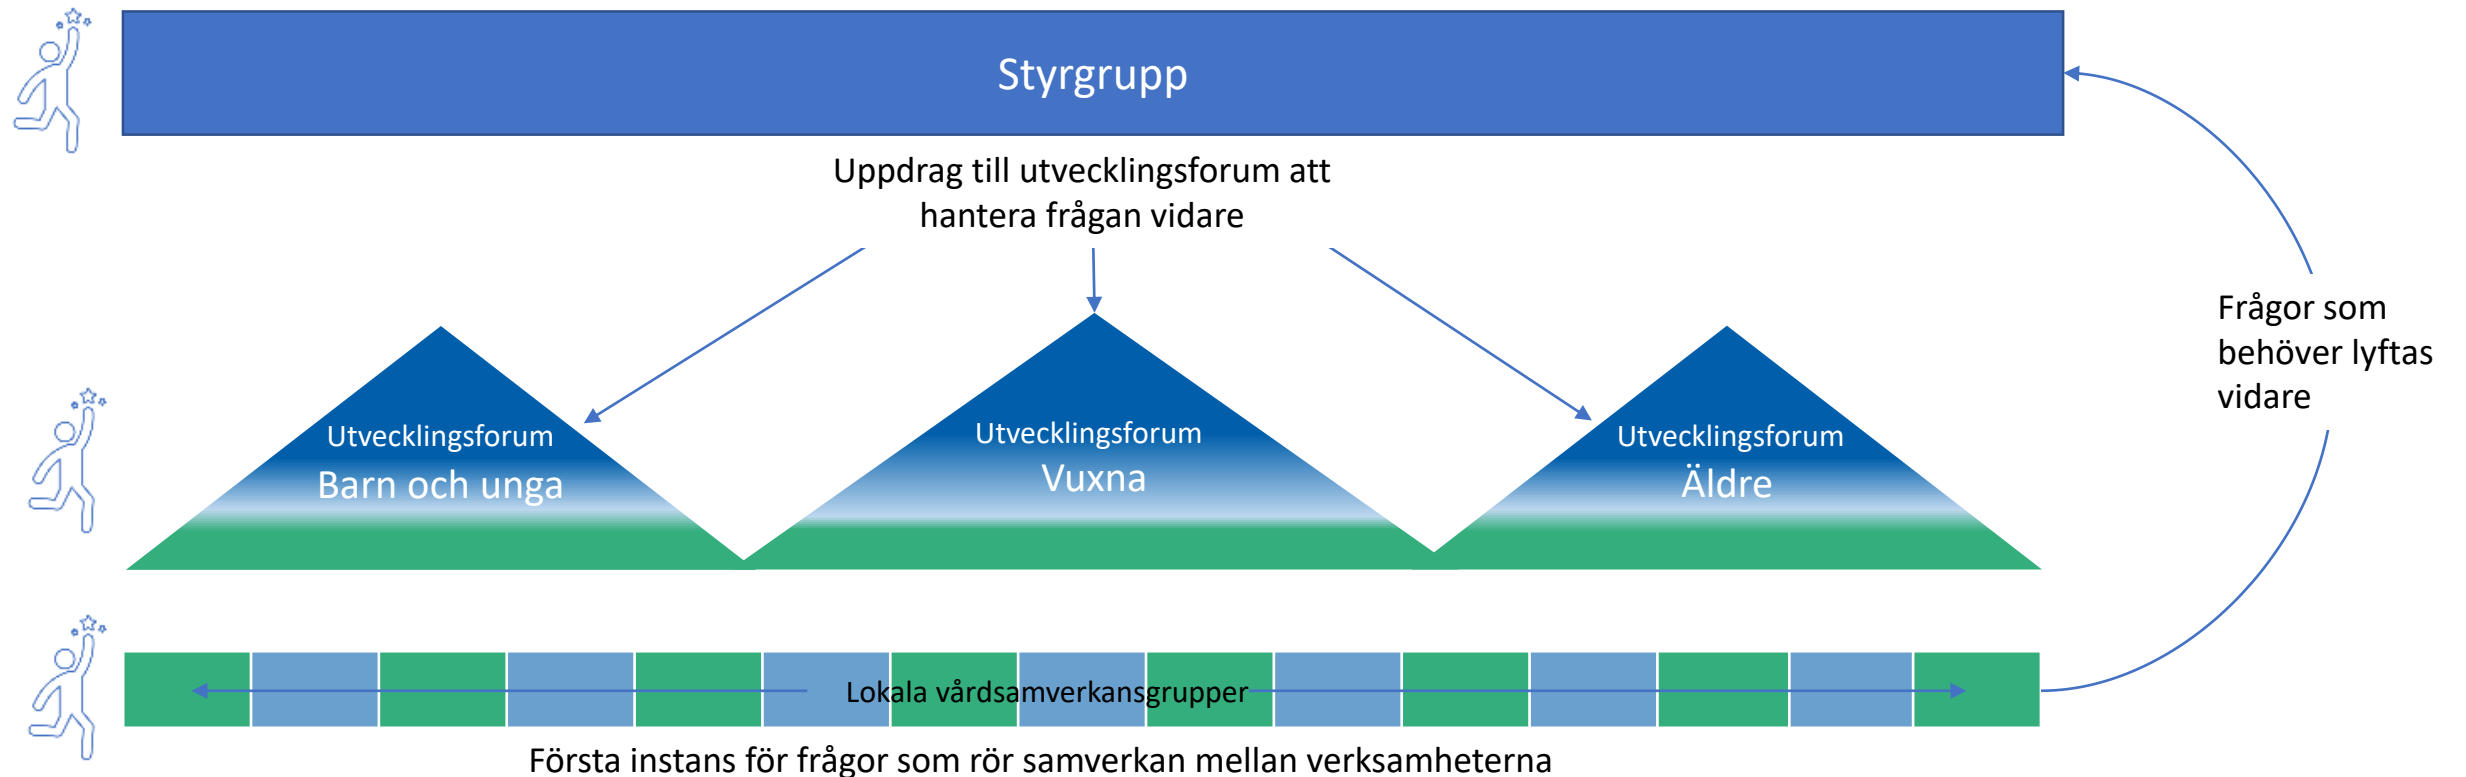 Styrgrupp
Uppdrag till utvecklingsforum att
hantera frågan vidare
Frågor som
behöver lyftas
vidare
Utvecklingsforum
Barn och unga
Utvecklingsforum
Vuxna
Utvecklingsforum
Äldre
Lokala vårdsamverkansgrupper
Första instans för frågor som rör samverkan mellan verksamheterna